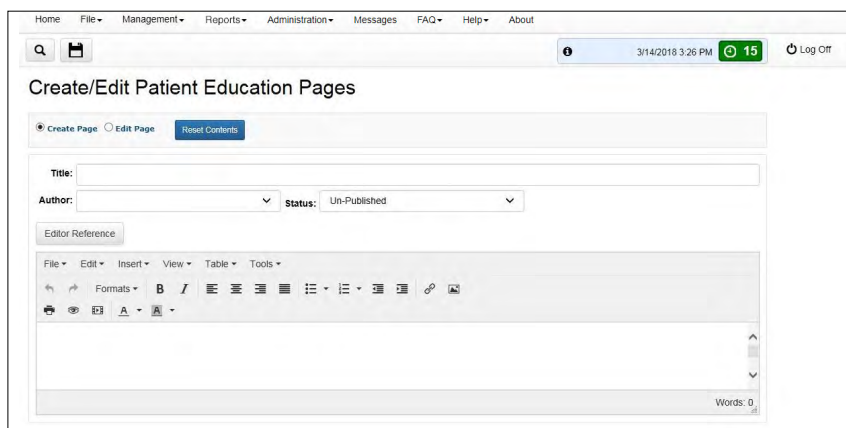 Home File Management Reports Administration Messages FAQ Help About
3/14/2018 3:26 PM 15 Log Off
Create/Edit Patient Education Pages
Create Page Edit Page Reset Contents
Title:
Author: Status: Un-Published
Editor Reference
File Edit Insert View Table Tools
Formats B I
A A
Words: 0